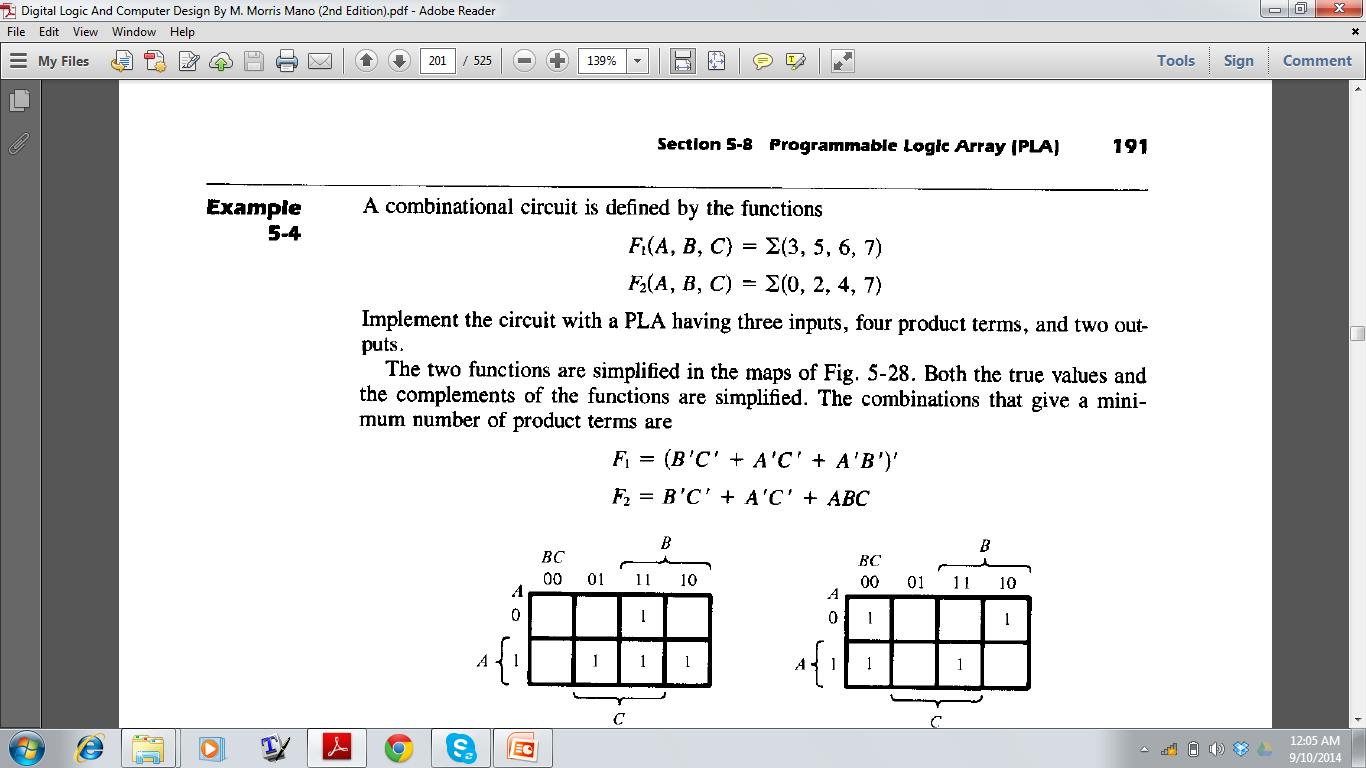 Digital Logic And Computer Design By M. Morris Mano (2nd Edition).pdf - Adobe Reader
File Edit View Window Help
My Files 201 / 525 139% Tools Sign Comment
Section 5-8 Programmable Logic Array (PLA) 191
Example 5-4
A combinational circuit is defined by the functions
F₁(A, B, C) = Σ(3, 5, 6, 7)
F₂(A, B, C) = Σ(0, 2, 4, 7)
Implement the circuit with a PLA having three inputs, four product terms, and two out-
puts.
The two functions are simplified in the maps of Fig. 5-28. Both the true values and
the complements of the functions are simplified. The combinations that give a mini-
mum number of product terms are
F₁ = (B'C' + A'C' + A'B')'
F₂ = B'C' + A'C' + ABC
B
BC
00 01 11 10
A
0 1
A 1 1 1 1
C
B
BC
00 01 11 10
A
0 1 1
A 1 1 1
C
12:05 AM
9/10/2014